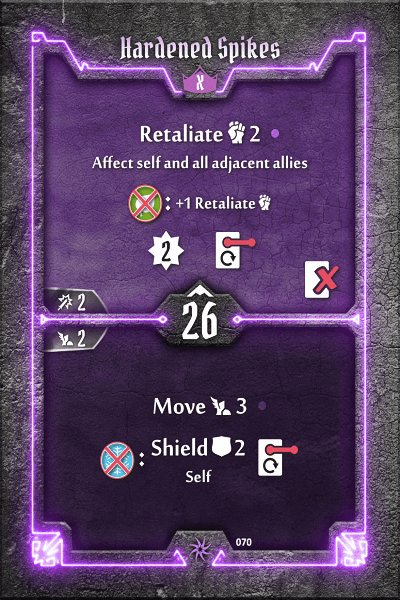 Hardened Spikes
X
Retaliate 2
Affect self and all adjacent allies
: +1 Retaliate
2
2
26
2
Move 3
: Shield 2
Self
070